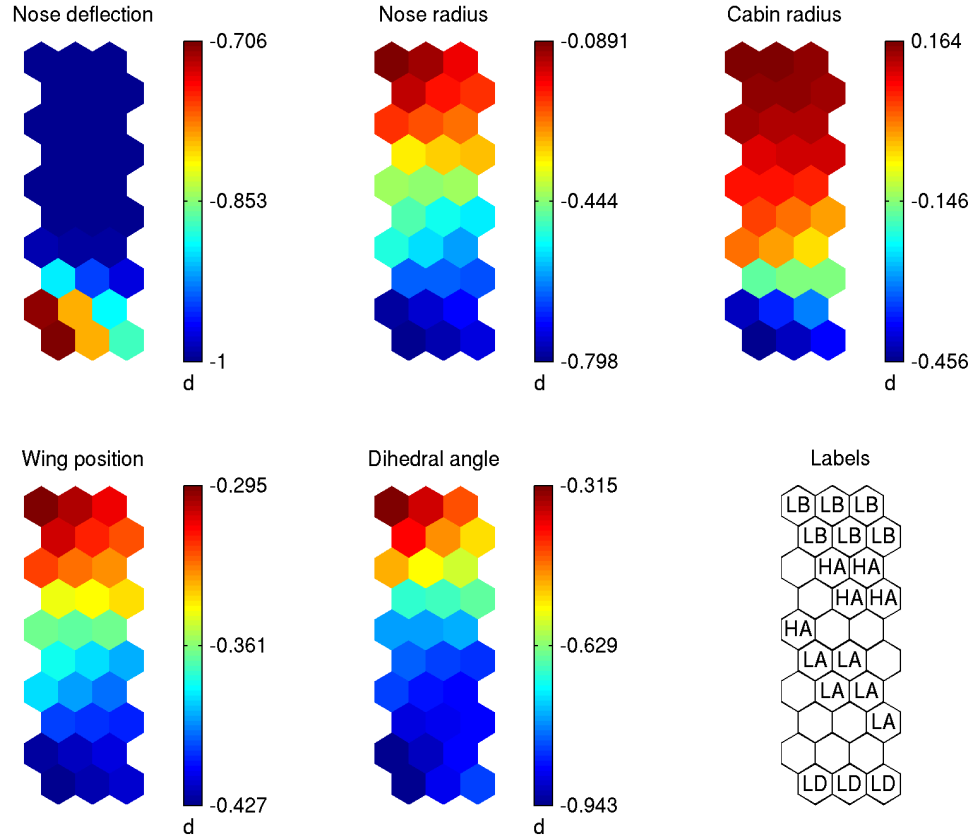 Nose deflection
Nose radius
Cabin radius
-0.706
-0.853
-1
d
-0.0891
-0.444
-0.798
d
0.164
-0.146
-0.456
d
Wing position
Dihedral angle
Labels
-0.295
-0.361
-0.427
d
-0.315
-0.629
-0.943
d
LB LB LB
LB LB LB
HA HA
HA HA
HA
LA LA
LA LA
LA
LD LD LD